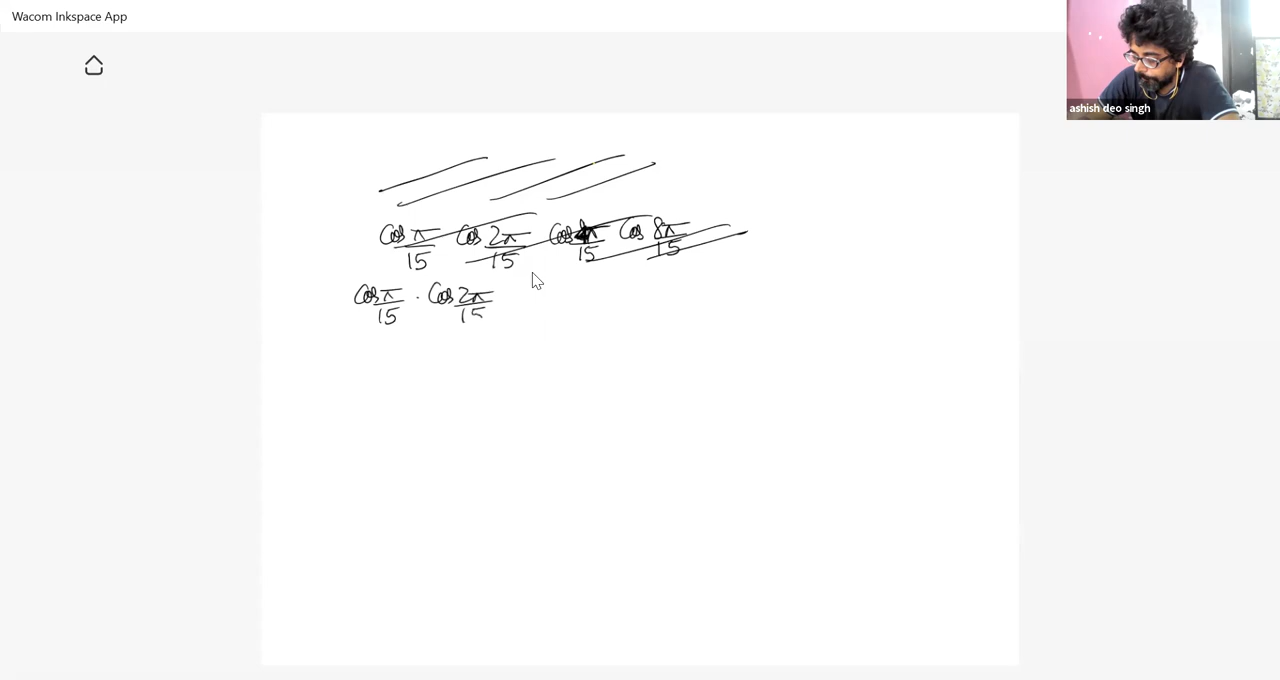 Wacom Inkspace App
ashish deo singh
cos π/15 cos 2π/15 cos 4π/15 cos 8π/15
cos π/15 · cos 2π/15